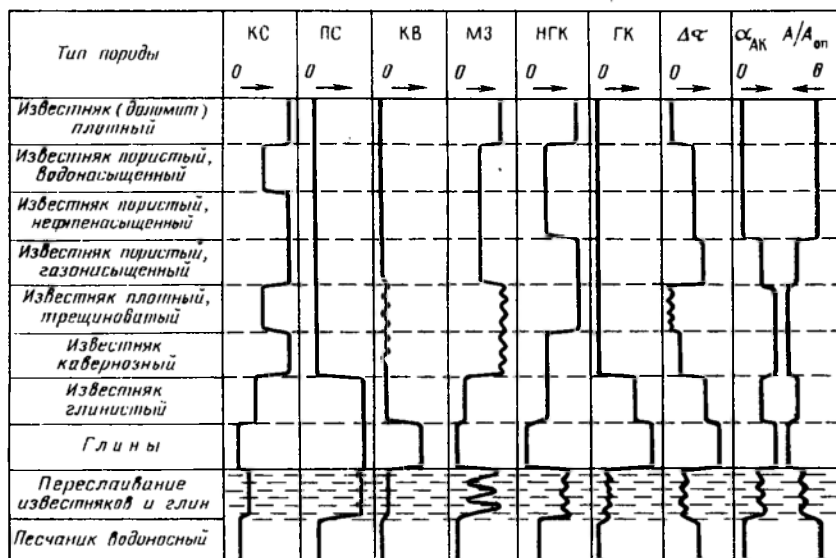 Тип породы КС ПС КВ МЗ НГК ГК Δτ α_АК А/А_оп
0 0 0 0 0 0 0 0 В
Известняк (доломит)
плотный
Известняк пористый,
водонасыщенный
Известняк пористый,
нефтенасыщенный
Известняк пористый,
газонасыщенный
Известняк плотный,
трещиноватый
Известняк
кавернозный
Известняк
глинистый
Глины
Переслаивание
известняков и глин
Песчаник водоносный